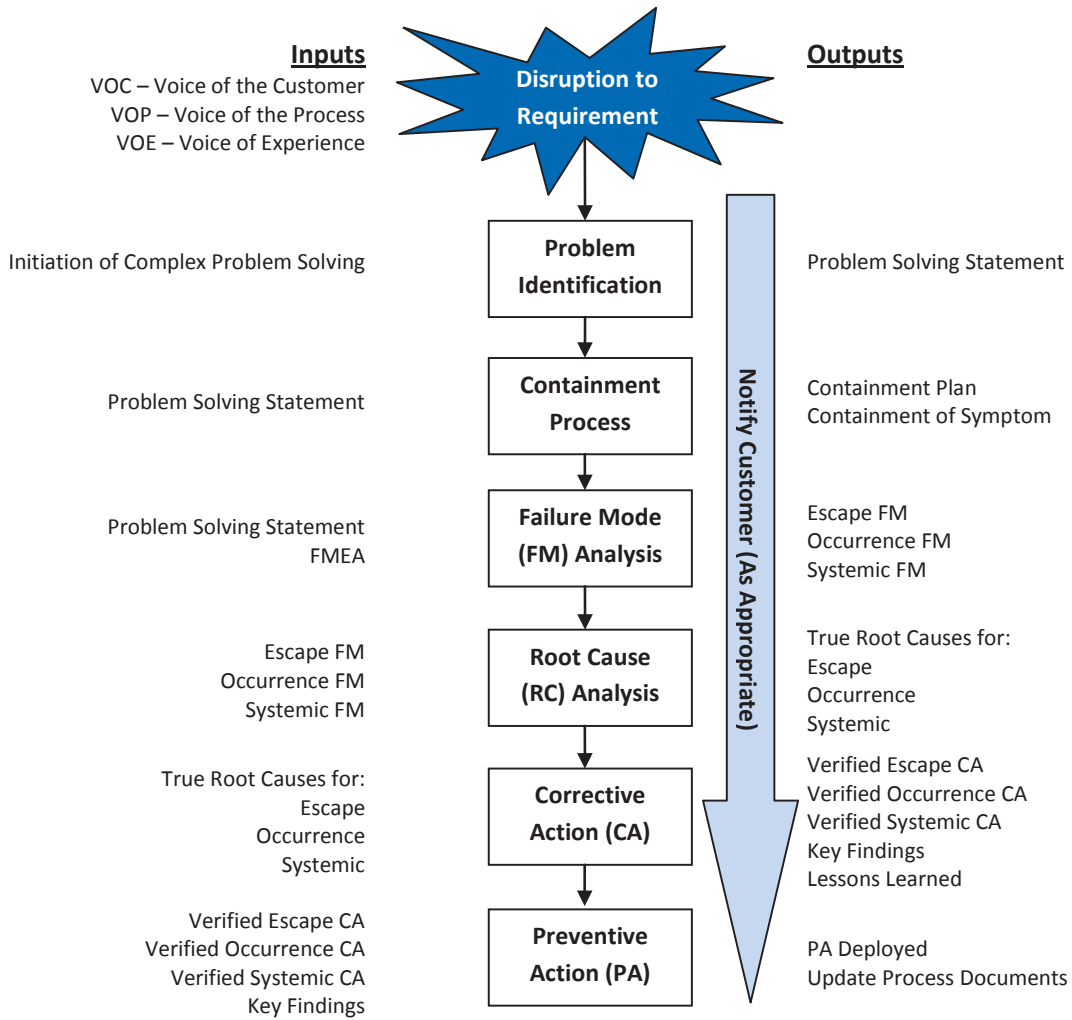 Inputs
VOC – Voice of the Customer
VOP – Voice of the Process
VOE – Voice of Experience
Disruption to
Requirement
Outputs
Initiation of Complex Problem Solving
Problem
Identification
Problem Solving Statement
Problem Solving Statement
Containment
Process
Containment Plan
Containment of Symptom
Problem Solving Statement
FMEA
Failure Mode
(FM) Analysis
Escape FM
Occurrence FM
Systemic FM
Escape FM
Occurrence FM
Systemic FM
Root Cause
(RC) Analysis
True Root Causes for:
Escape
Occurrence
Systemic
True Root Causes for:
Escape
Occurrence
Systemic
Corrective
Action (CA)
Verified Escape CA
Verified Occurrence CA
Verified Systemic CA
Key Findings
Lessons Learned
Verified Escape CA
Verified Occurrence CA
Verified Systemic CA
Key Findings
Preventive
Action (PA)
PA Deployed
Update Process Documents
Notify Customer (As Appropriate)